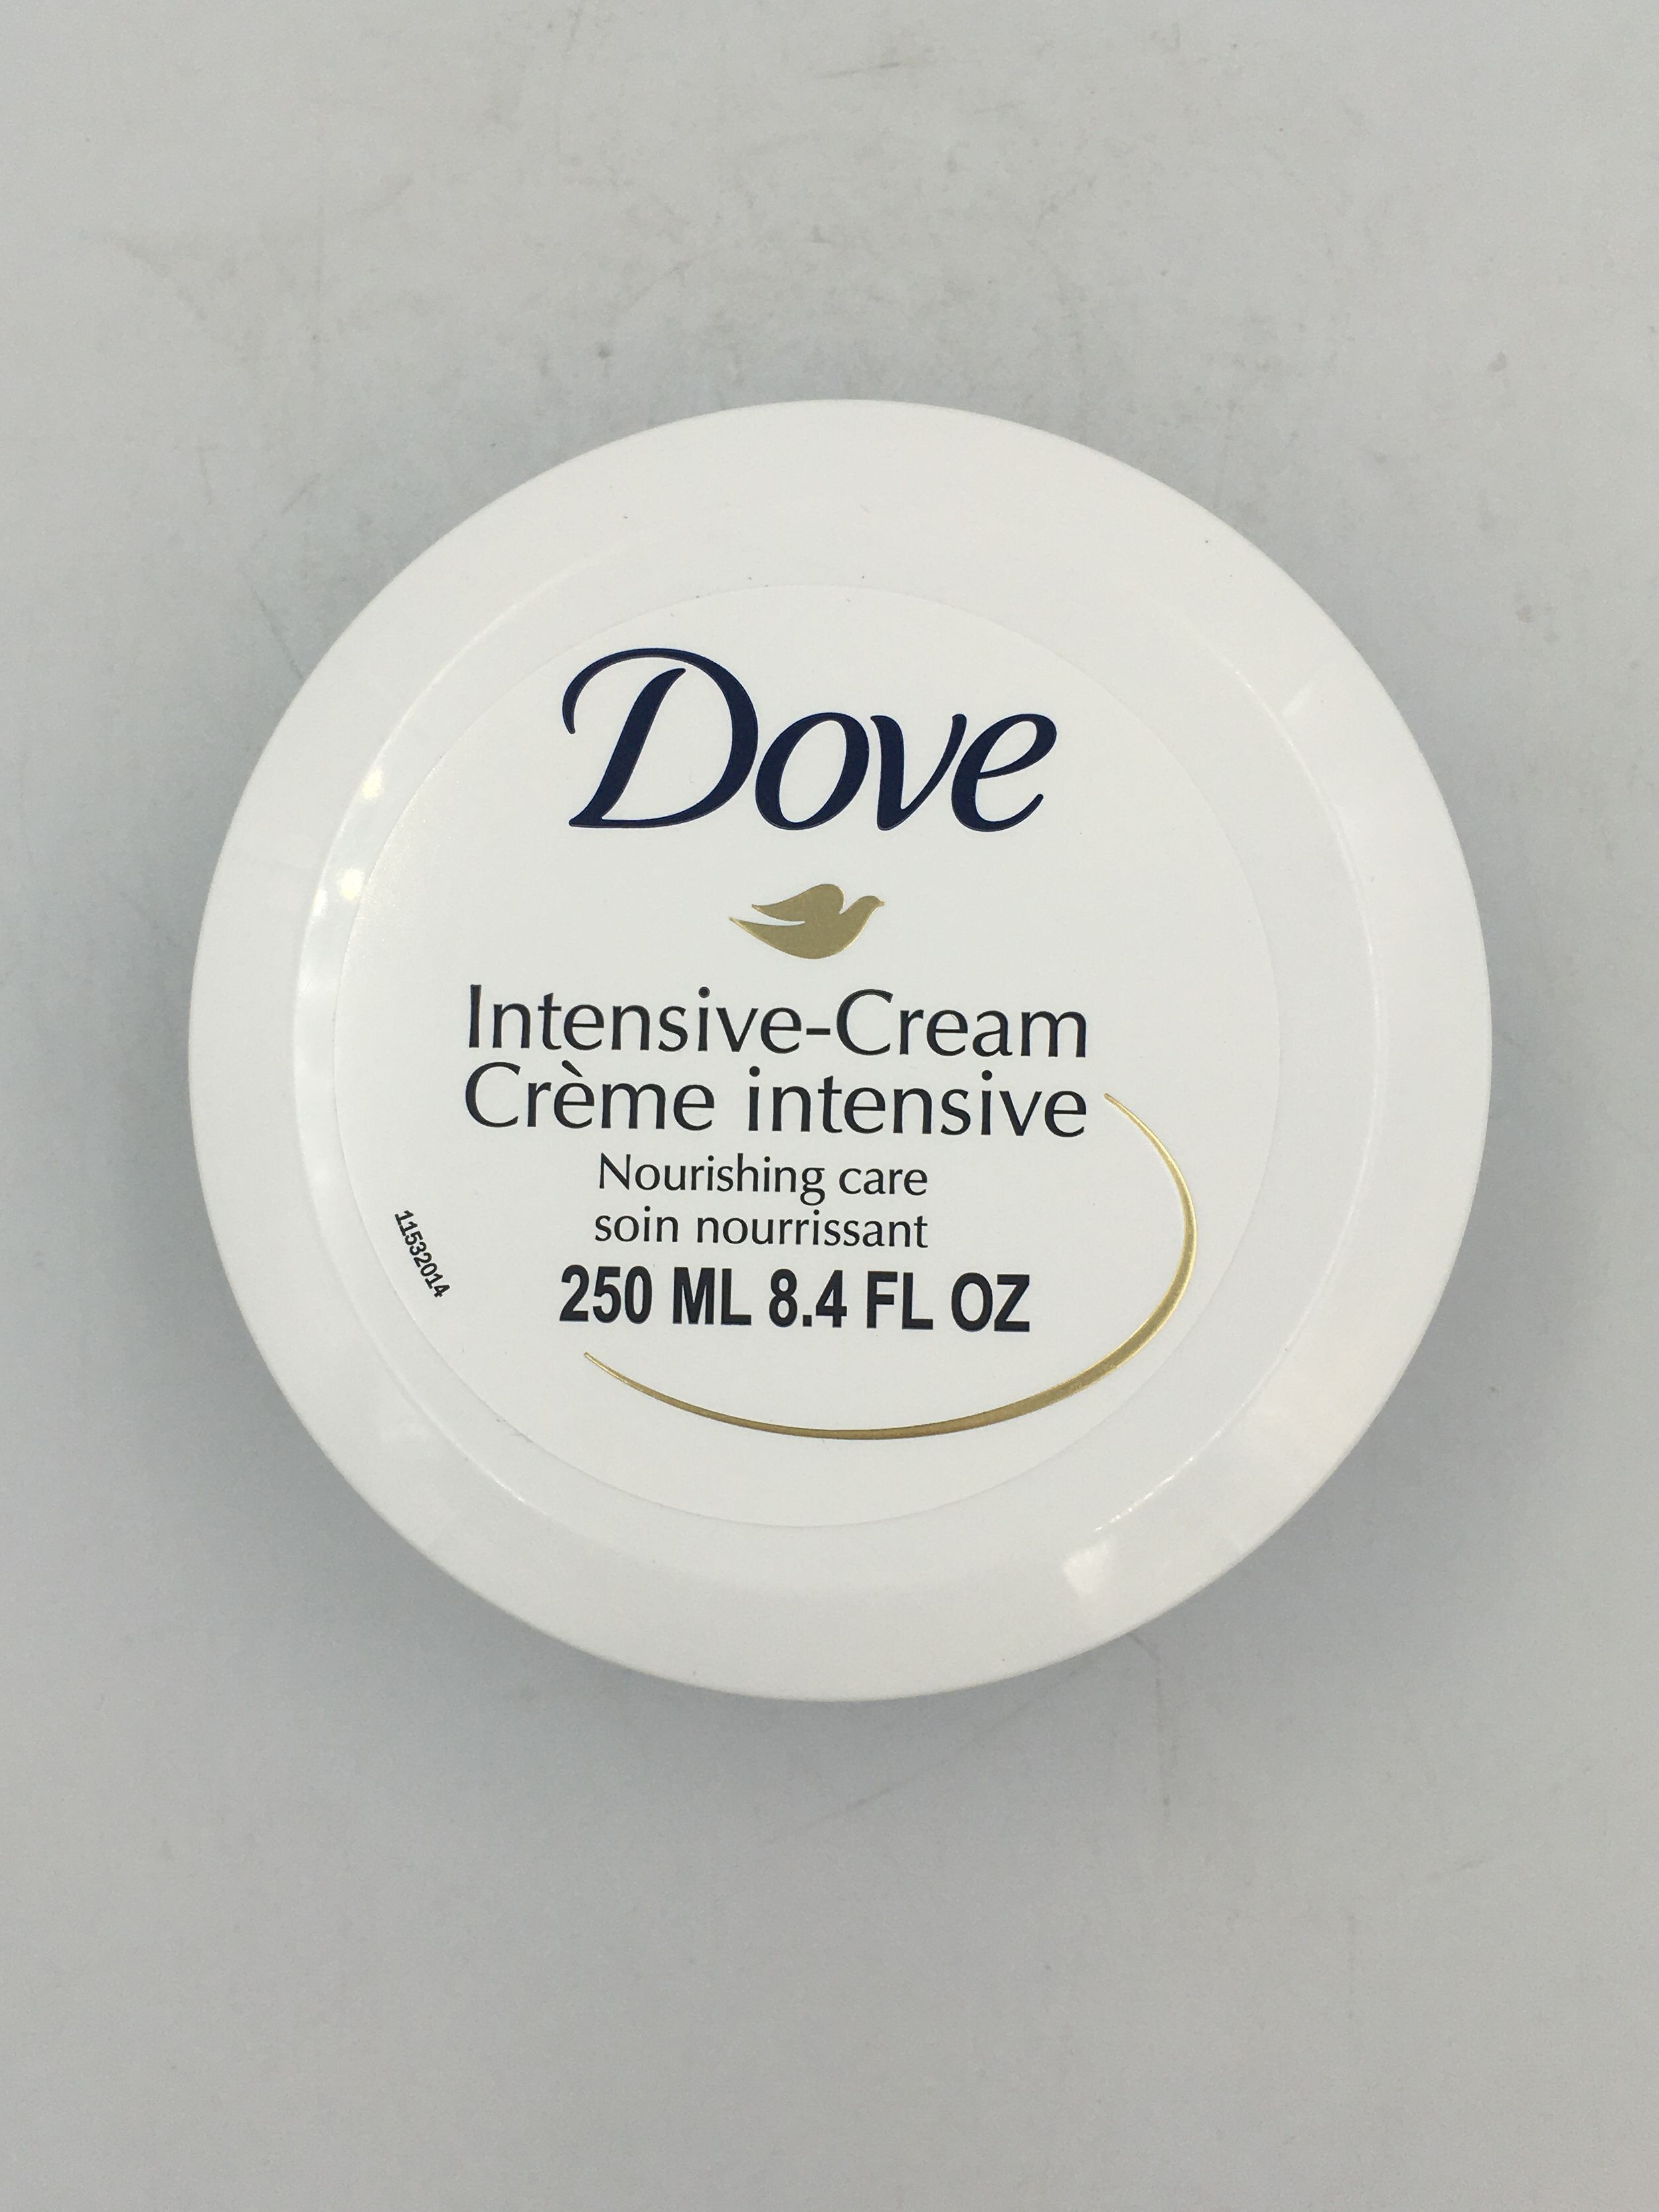 Dove
Intensive-Cream
Crème intensive
Nourishing care
soin nourrissant
11532014
250 ML 8.4 FL OZ